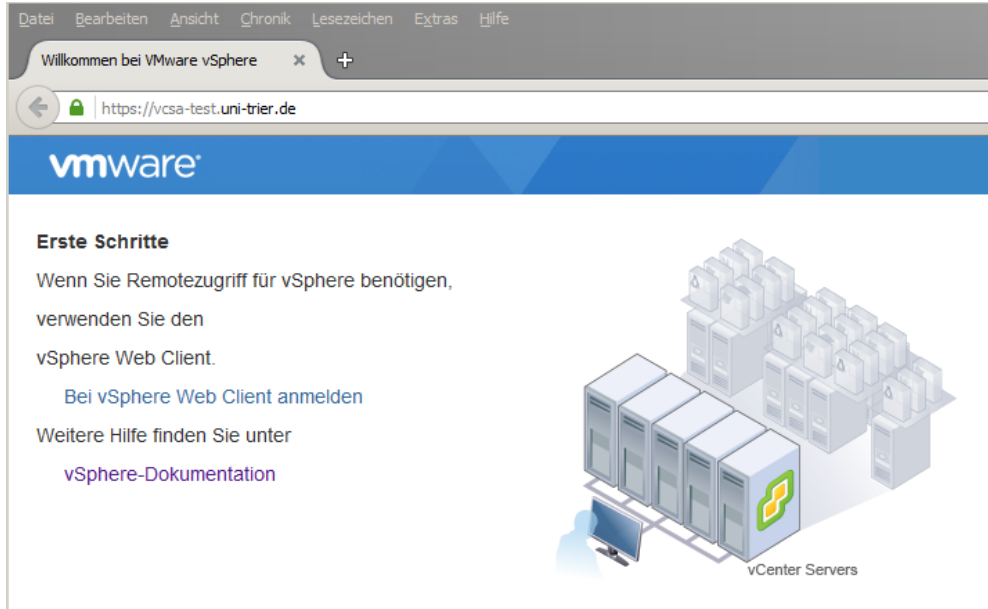 Datei Bearbeiten Ansicht Chronik Lesezeichen Extras Hilfe
Willkommen bei VMware vSphere
https://vcsa-test.uni-trier.de
vmware®
Erste Schritte
Wenn Sie Remotezugriff für vSphere benötigen,
verwenden Sie den
vSphere Web Client.
Bei vSphere Web Client anmelden
Weitere Hilfe finden Sie unter
vSphere-Dokumentation
vCenter Servers